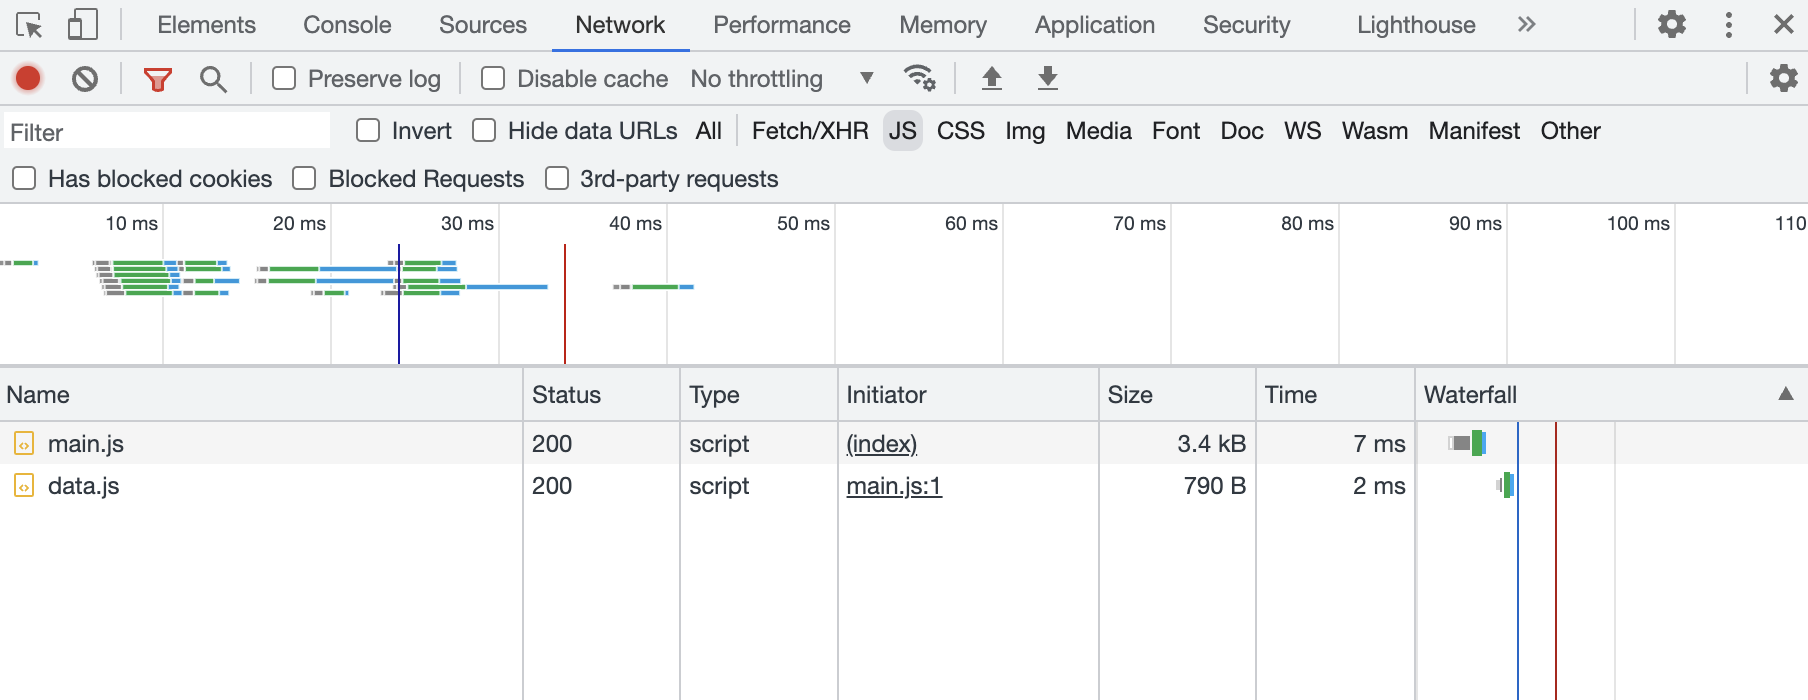 Elements Console Sources Network Performance Memory Application Security Lighthouse »
Preserve log Disable cache No throttling
Filter Invert Hide data URLs All Fetch/XHR JS CSS Img Media Font Doc WS Wasm Manifest Other
Has blocked cookies Blocked Requests 3rd-party requests
10 ms 20 ms 30 ms 40 ms 50 ms 60 ms 70 ms 80 ms 90 ms 100 ms 110
Name Status Type Initiator Size Time Waterfall
main.js 200 script (index) 3.4 kB 7 ms
data.js 200 script main.js:1 790 B 2 ms